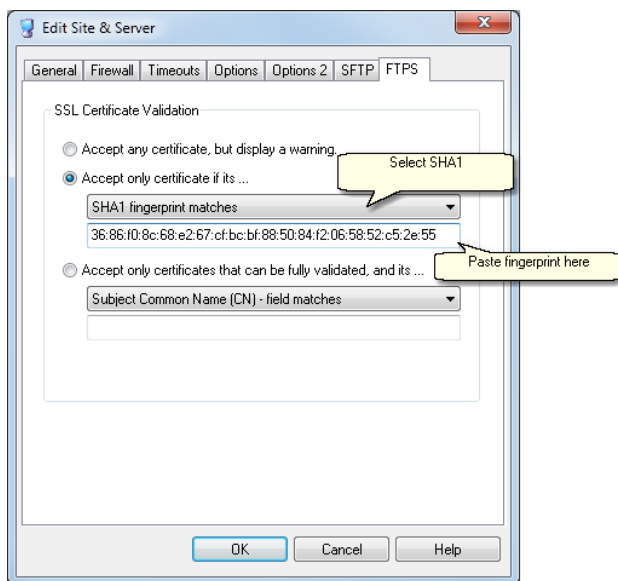 Edit Site & Server
General Firewall Timeouts Options Options 2 SFTP FTPS
SSL Certificate Validation
Accept any certificate, but display a warning.
Select SHA1
Accept only certificate if its ...
SHA1 fingerprint matches
36:86:f0:8c:68:e2:67:cf:bc:bf:88:50:84:f2:06:58:52:c5:2e:55
Paste fingerprint here
Accept only certificates that can be fully validated, and its ...
Subject Common Name (CN) - field matches
OK Cancel Help